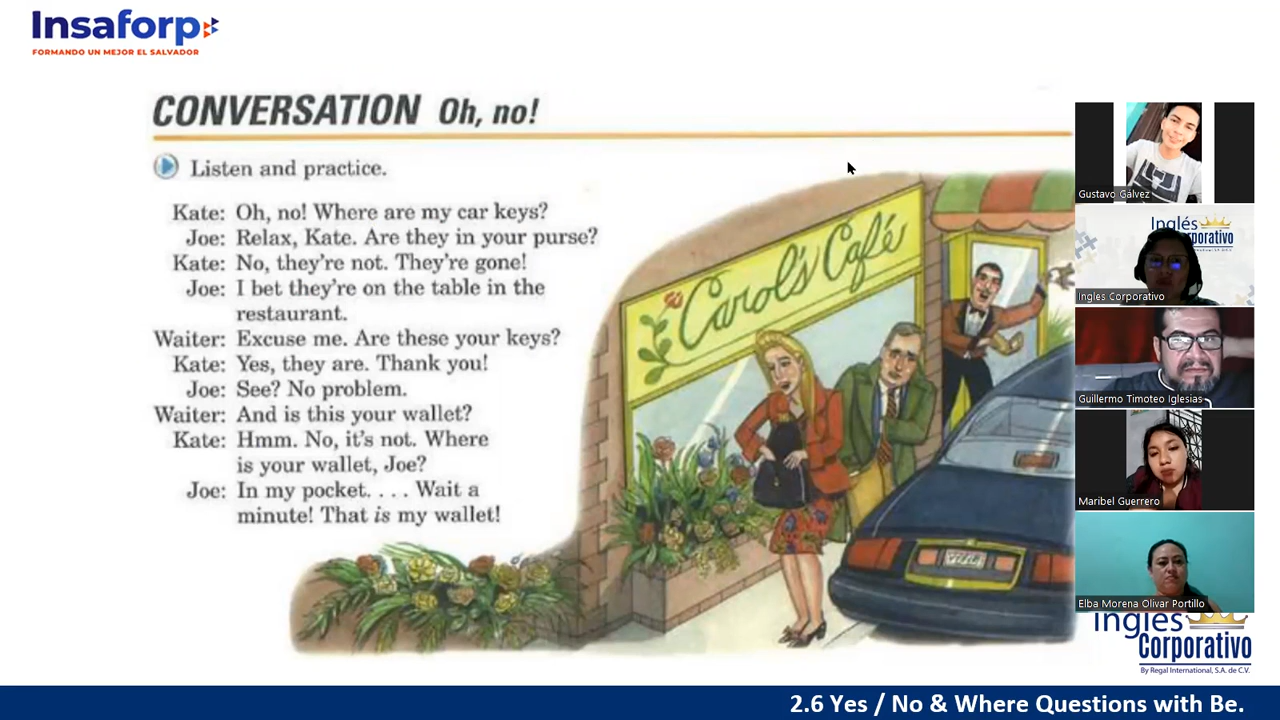 Insaforp
FORMANDO UN MEJOR EL SALVADOR
CONVERSATION Oh, no!
Listen and practice.
Kate: Oh, no! Where are my car keys?
Joe: Relax, Kate. Are they in your purse?
Kate: No, they're not. They're gone!
Joe: I bet they're on the table in the
restaurant.
Waiter: Excuse me. Are these your keys?
Kate: Yes, they are. Thank you!
Joe: See? No problem.
Waiter: And is this your wallet?
Kate: Hmm. No, it's not. Where
is your wallet, Joe?
Joe: In my pocket. . . . Wait a
minute! That is my wallet!
Carol's Café
Gustavo Gálvez
Inglés
Ingles Corporativo
Guillermo Timoteo Iglesias
Maribel Guerrero
Elba Morena Olivar Portillo
Inglés
Corporativo
By Regal International, S.A. de C.V.
2.6 Yes / No & Where Questions with Be.